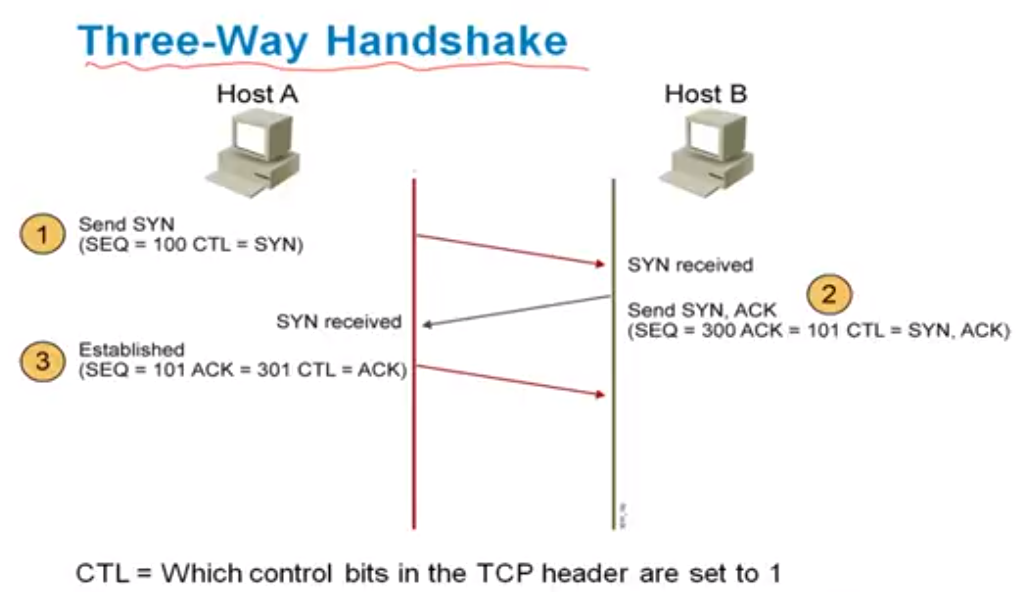 Three-Way Handshake
Host A
Host B
1
Send SYN
(SEQ = 100 CTL = SYN)
SYN received
2
Send SYN, ACK
(SEQ = 300 ACK = 101 CTL = SYN, ACK)
SYN received
3
Established
(SEQ = 101 ACK = 301 CTL = ACK)
CTL = Which control bits in the TCP header are set to 1